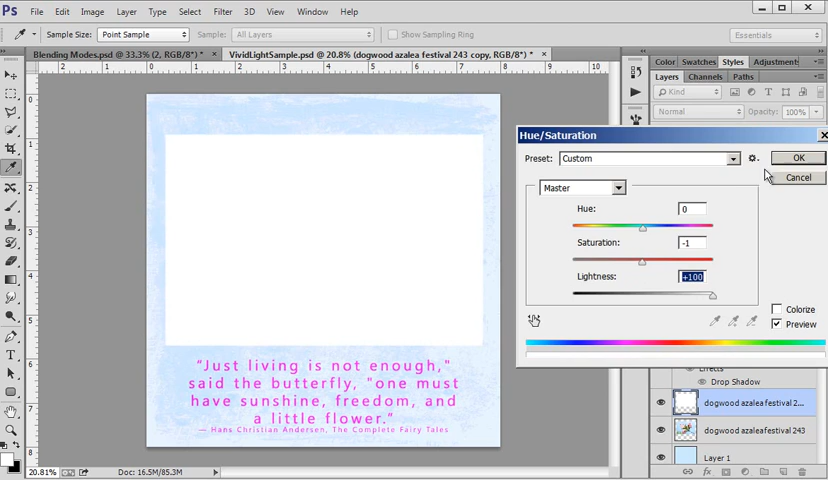 Ps File Edit Image Layer Type Select Filter 3D View Window Help
Sample Size: Point Sample Sample: All Layers Show Sampling Ring Essentials
Blending Modes.psd @ 33.3% (2, RGB/8*) * × VividLightSample.psd @ 20.8% (dogwood azalea festival 243 copy, RGB/8*) * ×
Color Swatches Styles Adjustments
Layers Channels Paths
Kind
Normal Opacity: 100%
Hue/Saturation
Preset: Custom OK
Cancel
Master
Hue: 0
Saturation: -1
Lightness: +100
Colorize
Preview
"Just living is not enough,"
said the butterfly, "one must
have sunshine, freedom, and
a little flower."
— Hans Christian Andersen, The Complete Fairy Tales
Effects
Drop Shadow
dogwood azalea festival 2...
dogwood azalea festival 243
Layer 1
20.81% Doc: 16.5M/85.3M